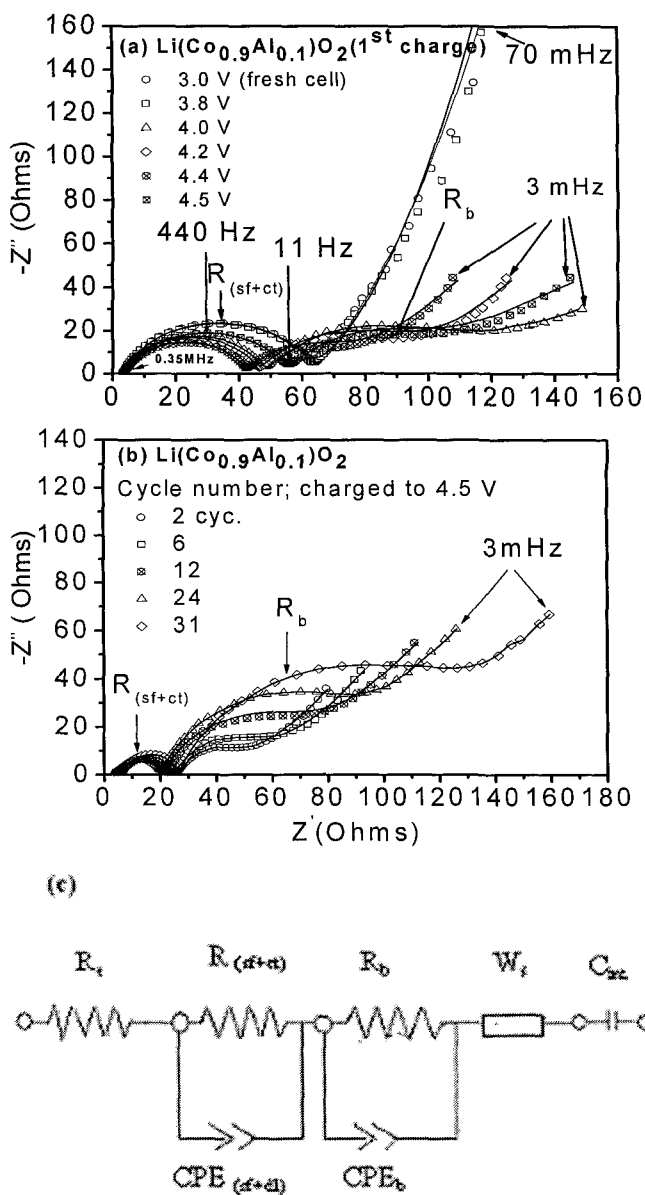 (a) Li(Co0.9Al0.1)O2(1st charge)
3.0 V (fresh cell)
3.8 V
4.0 V
4.2 V
4.4 V
4.5 V
70 mHz
3 mHz
Rb
440 Hz
11 Hz
R(sf+ct)
0.35MHz
-Z'' (Ohms)
160
140
120
100
80
60
40
20
0
0 20 40 60 80 100 120 140 160
(b) Li(Co0.9Al0.1)O2
Cycle number; charged to 4.5 V
2 cyc.
6
12
24
31
3mHz
Rb
R(sf+ct)
-Z'' ( Ohms)
140
120
100
80
60
40
20
0
0 20 40 60 80 100 120 140 160 180
Z'(Ohms)
(c)
R(sf+ct) Rb
CPE(sf+dl) CPEb